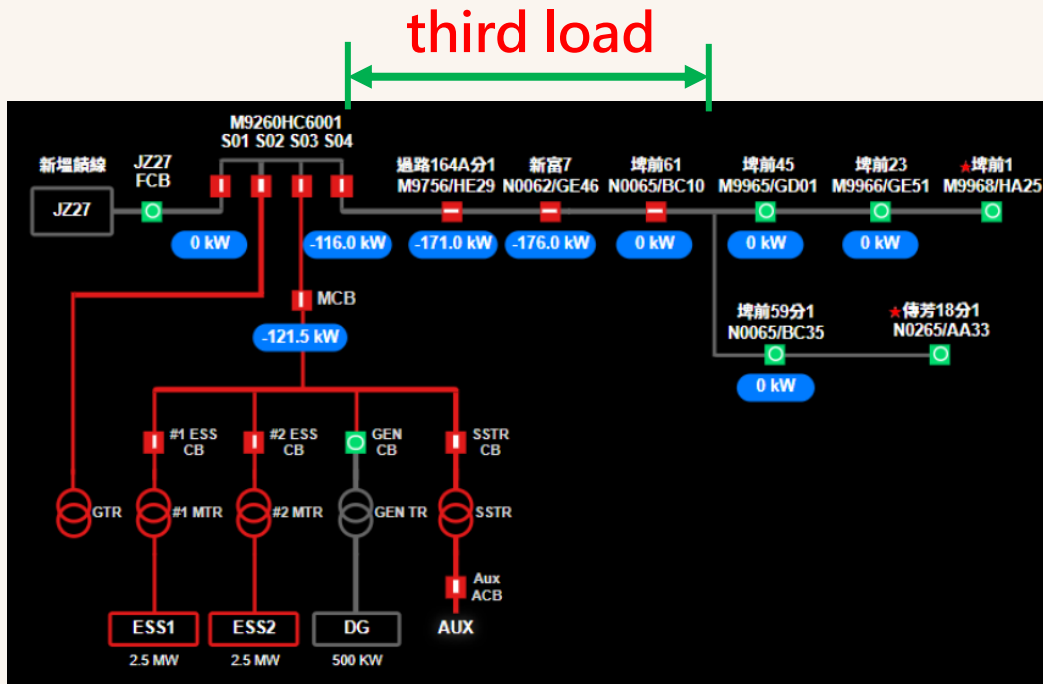 third load
M9260HC6001
S01 S02 S03 S04
新塭饋線
JZ27
FCB
JZ27
0 kW
-116.0 kW
過路164A分1
M9756/HE29
-171.0 kW
新富7
N0062/GE46
-176.0 kW
埤前61
N0065/BC10
0 kW
埤前45
M9965/GD01
0 kW
埤前23
M9966/GE51
0 kW
★埤前1
M9968/HA25
MCB
-121.5 kW
埤前59分1
N0065/BC35
0 kW
★傳芳18分1
N0265/AA33
#1 ESS
CB
#2 ESS
CB
GEN
CB
SSTR
CB
GTR
#1 MTR
#2 MTR
GEN TR
SSTR
Aux
ACB
ESS1
2.5 MW
ESS2
2.5 MW
DG
500 KW
AUX